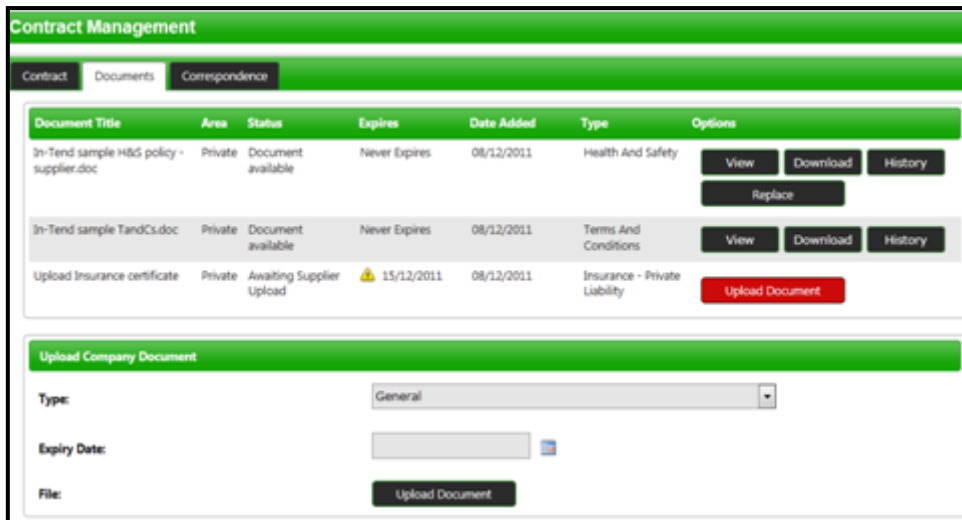 Contract Management
Contract Documents Correspondence
Document Title Area Status Expires Date Added Type Options
In-Tend sample H&S policy - Private Document Never Expires 08/12/2011 Health And Safety View Download History
supplier.doc available Replace
In-Tend sample TandCs.doc Private Document Never Expires 08/12/2011 Terms And View Download History
available Conditions
Upload Insurance certificate Private Awaiting Supplier 15/12/2011 08/12/2011 Insurance - Private Upload Document
Upload Liability
Upload Company Document
Type: General
Expiry Date:
File: Upload Document